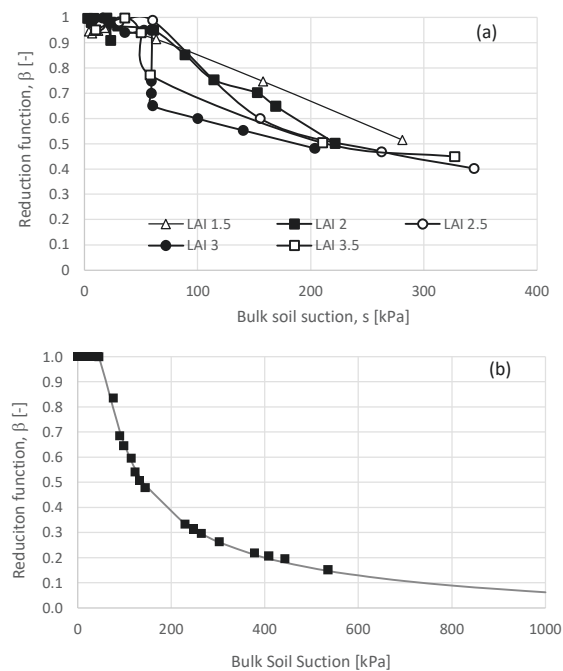 (a)
Reduction function, β [-]
1
0.9
0.8
0.7
0.6
0.5
0.4
0.3
0.2
0.1
0
LAI 1.5 LAI 2 LAI 2.5
LAI 3 LAI 3.5
0 100 200 300 400
Bulk soil suction, s [kPa]
(b)
Reduciton function, β [-]
1.0
0.9
0.8
0.7
0.6
0.5
0.4
0.3
0.2
0.1
0.0
0 200 400 600 800 1000
Bulk Soil Suction [kPa]